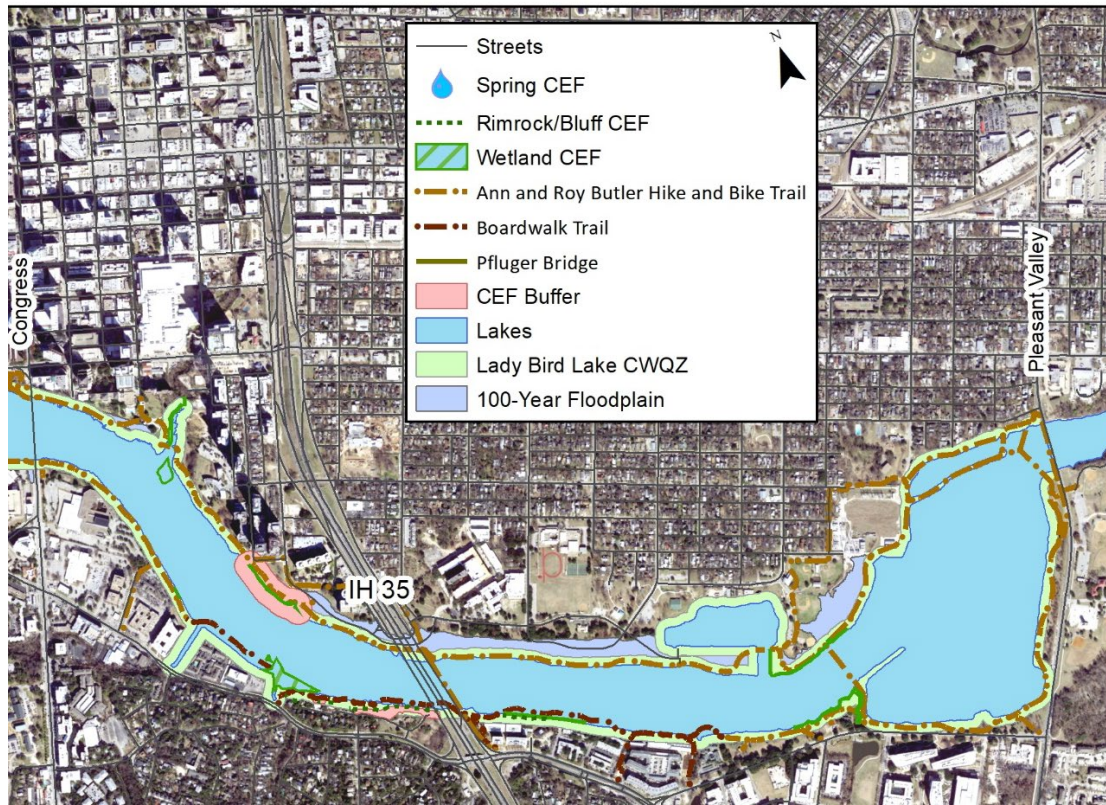 N
Streets
Spring CEF
Rimrock/Bluff CEF
Wetland CEF
Ann and Roy Butler Hike and Bike Trail
Boardwalk Trail
Pfluger Bridge
CEF Buffer
Lakes
Lady Bird Lake CWQZ
100-Year Floodplain
Congress
Pleasant Valley
IH 35